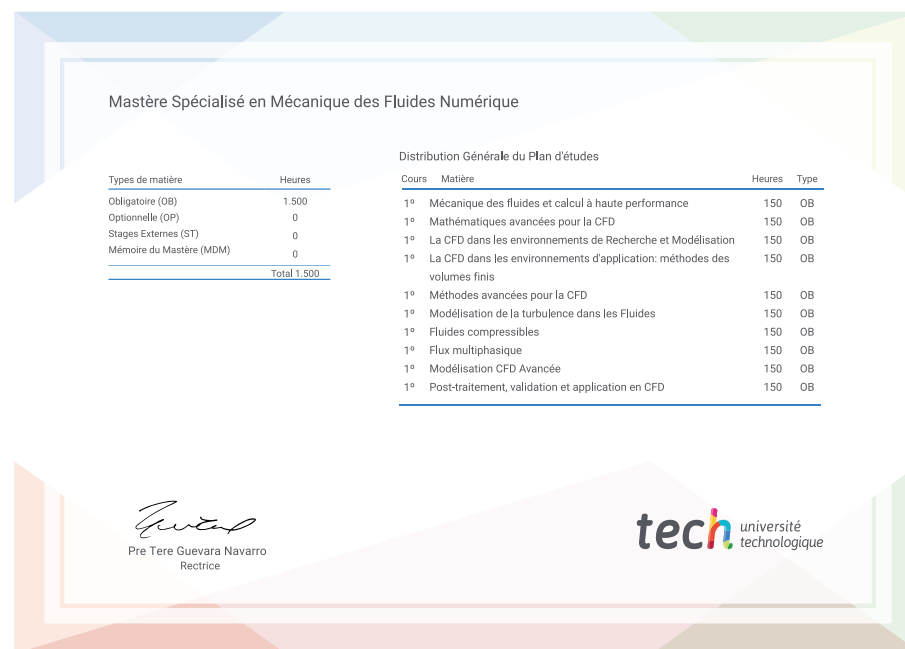 Mastère Spécialisé en Mécanique des Fluides Numérique
Types de matière Heures
Obligatoire (OB) 1.500
Optionnelle (OP) 0
Stages Externes (ST) 0
Mémoire du Mastère (MDM) 0
Total 1.500
Distribution Générale du Plan d'études
Cours Matière Heures Type
1º Mécanique des fluides et calcul à haute performance 150 OB
1º Mathématiques avancées pour la CFD 150 OB
1º La CFD dans les environnements de Recherche et Modélisation 150 OB
1º La CFD dans les environnements d'application: méthodes des 150 OB
volumes finis
1º Méthodes avancées pour la CFD 150 OB
1º Modélisation de la turbulence dans les Fluides 150 OB
1º Fluides compressibles 150 OB
1º Flux multiphasique 150 OB
1º Modélisation CFD Avancée 150 OB
1º Post-traitement, validation et application en CFD 150 OB
Pre Tere Guevara Navarro
Rectrice
tech université
technologique